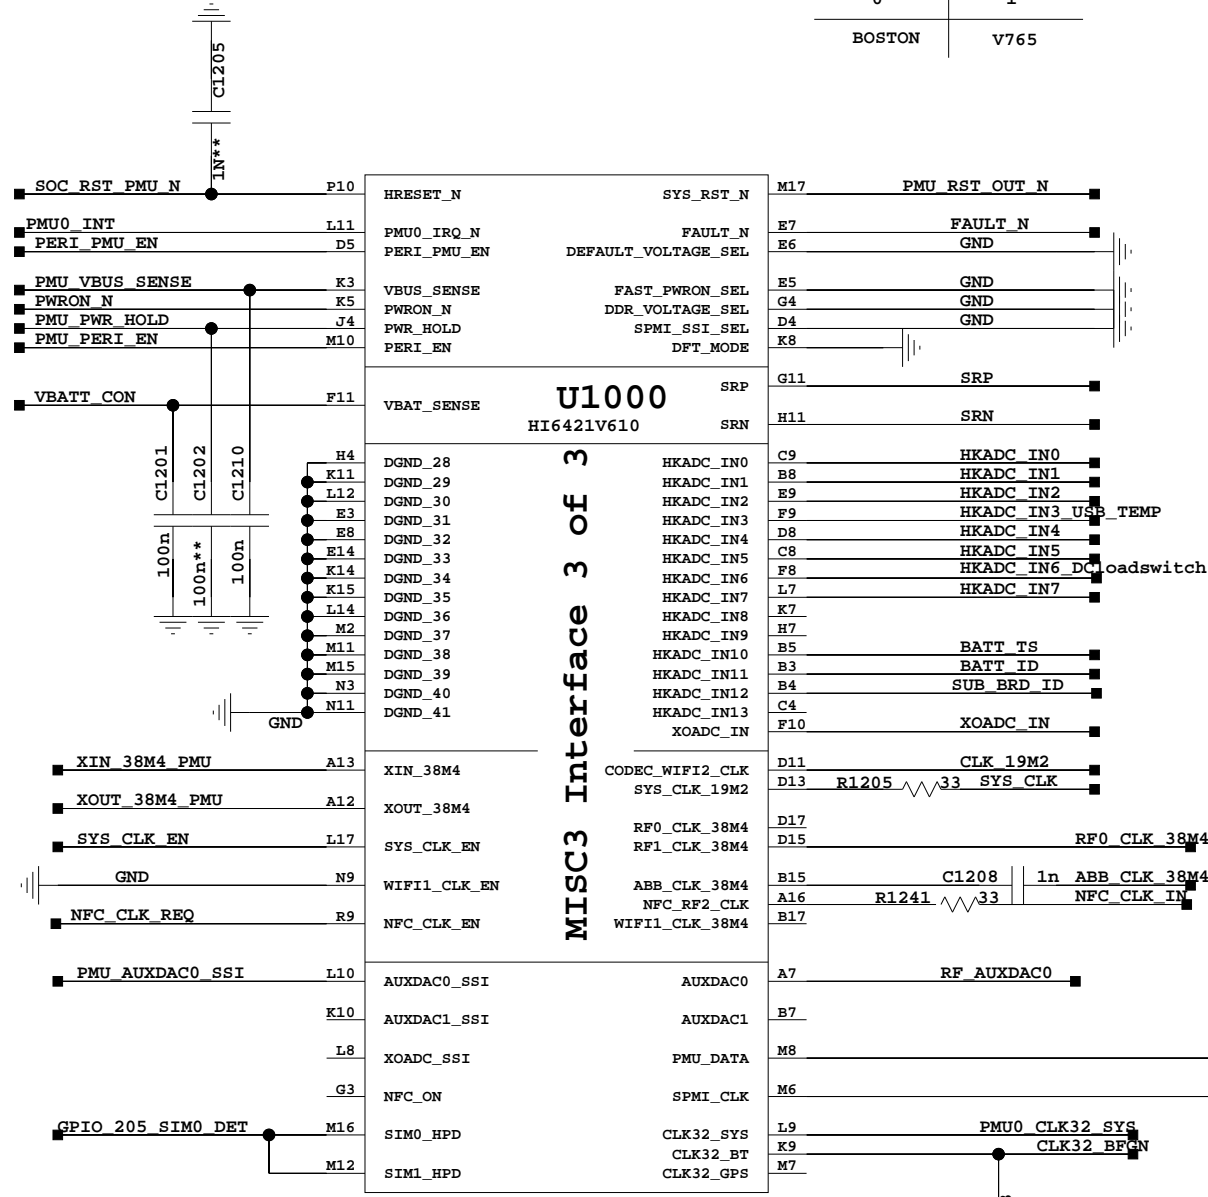 0 1
BOSTON V765
C1205
1N**
SOC_RST_PMU_N P10 HRESET_N SYS_RST_N M17 PMU_RST_OUT_N
PMU0_INT L11 PMU0_IRQ_N FAULT_N E7 FAULT_N
PERI_PMU_EN D5 PERI_PMU_EN DEFAULT_VOLTAGE_SEL E6 GND
PMU_VBUS_SENSE K3 VBUS_SENSE FAST_PWRON_SEL E5 GND
PWRON_N K5 PWRON_N DDR_VOLTAGE_SEL G4 GND
PMU_PWR_HOLD J4 PWR_HOLD SPMI_SSI_SEL D4 GND
PMU_PERI_EN M10 PERI_EN DFT_MODE K8
SRP G11 SRP
VBATT_CON F11 VBAT_SENSE U1000
HI6421V610 SRN H11 SRN
C1201 C1202 C1210
100n 100n** 100n
MISC3 Interface 3 of 3
H4 DGND_28 HKADC_IN0 C9 HKADC_IN0
K11 DGND_29 HKADC_IN1 B8 HKADC_IN1
L12 DGND_30 HKADC_IN2 E9 HKADC_IN2
E3 DGND_31 HKADC_IN3 F9 HKADC_IN3_USB_TEMP
E8 DGND_32 HKADC_IN4 D8 HKADC_IN4
E14 DGND_33 HKADC_IN5 C8 HKADC_IN5
K14 DGND_34 HKADC_IN6 F8 HKADC_IN6_DCloadswitch
K15 DGND_35 HKADC_IN7 L7 HKADC_IN7
L14 DGND_36 HKADC_IN8 K7
M2 DGND_37 HKADC_IN9 H7
M11 DGND_38 HKADC_IN10 B5 BATT_TS
M15 DGND_39 HKADC_IN11 B3 BATT_ID
N3 DGND_40 HKADC_IN12 B4 SUB_BRD_ID
N11 DGND_41 HKADC_IN13 C4
GND XOADC_IN F10 XOADC_IN
XIN_38M4_PMU A13 XIN_38M4 CODEC_WIFI2_CLK D11 CLK_19M2
SYS_CLK_19M2 D13 R1205 33 SYS_CLK
XOUT_38M4_PMU A12 XOUT_38M4
RF0_CLK_38M4 D17
SYS_CLK_EN L17 SYS_CLK_EN RF1_CLK_38M4 D15 RF0_CLK_38M4
GND N9 WIFI1_CLK_EN ABB_CLK_38M4 B15 C1208 1n ABB_CLK_38M4
NFC_RF2_CLK A16 R1241 33 NFC_CLK_IN
NFC_CLK_REQ R9 NFC_CLK_EN WIFI1_CLK_38M4 B17
PMU_AUXDAC0_SSI L10 AUXDAC0_SSI AUXDAC0 A7 RF_AUXDAC0
K10 AUXDAC1_SSI AUXDAC1 B7
L8 XOADC_SSI PMU_DATA M8
G3 NFC_ON SPMI_CLK M6
GPIO_205_SIM0_DET M16 SIM0_HPD CLK32_SYS L9 PMU0_CLK32_SYS
CLK32_BT K9 CLK32_BFGN
M12 SIM1_HPD CLK32_GPS M7